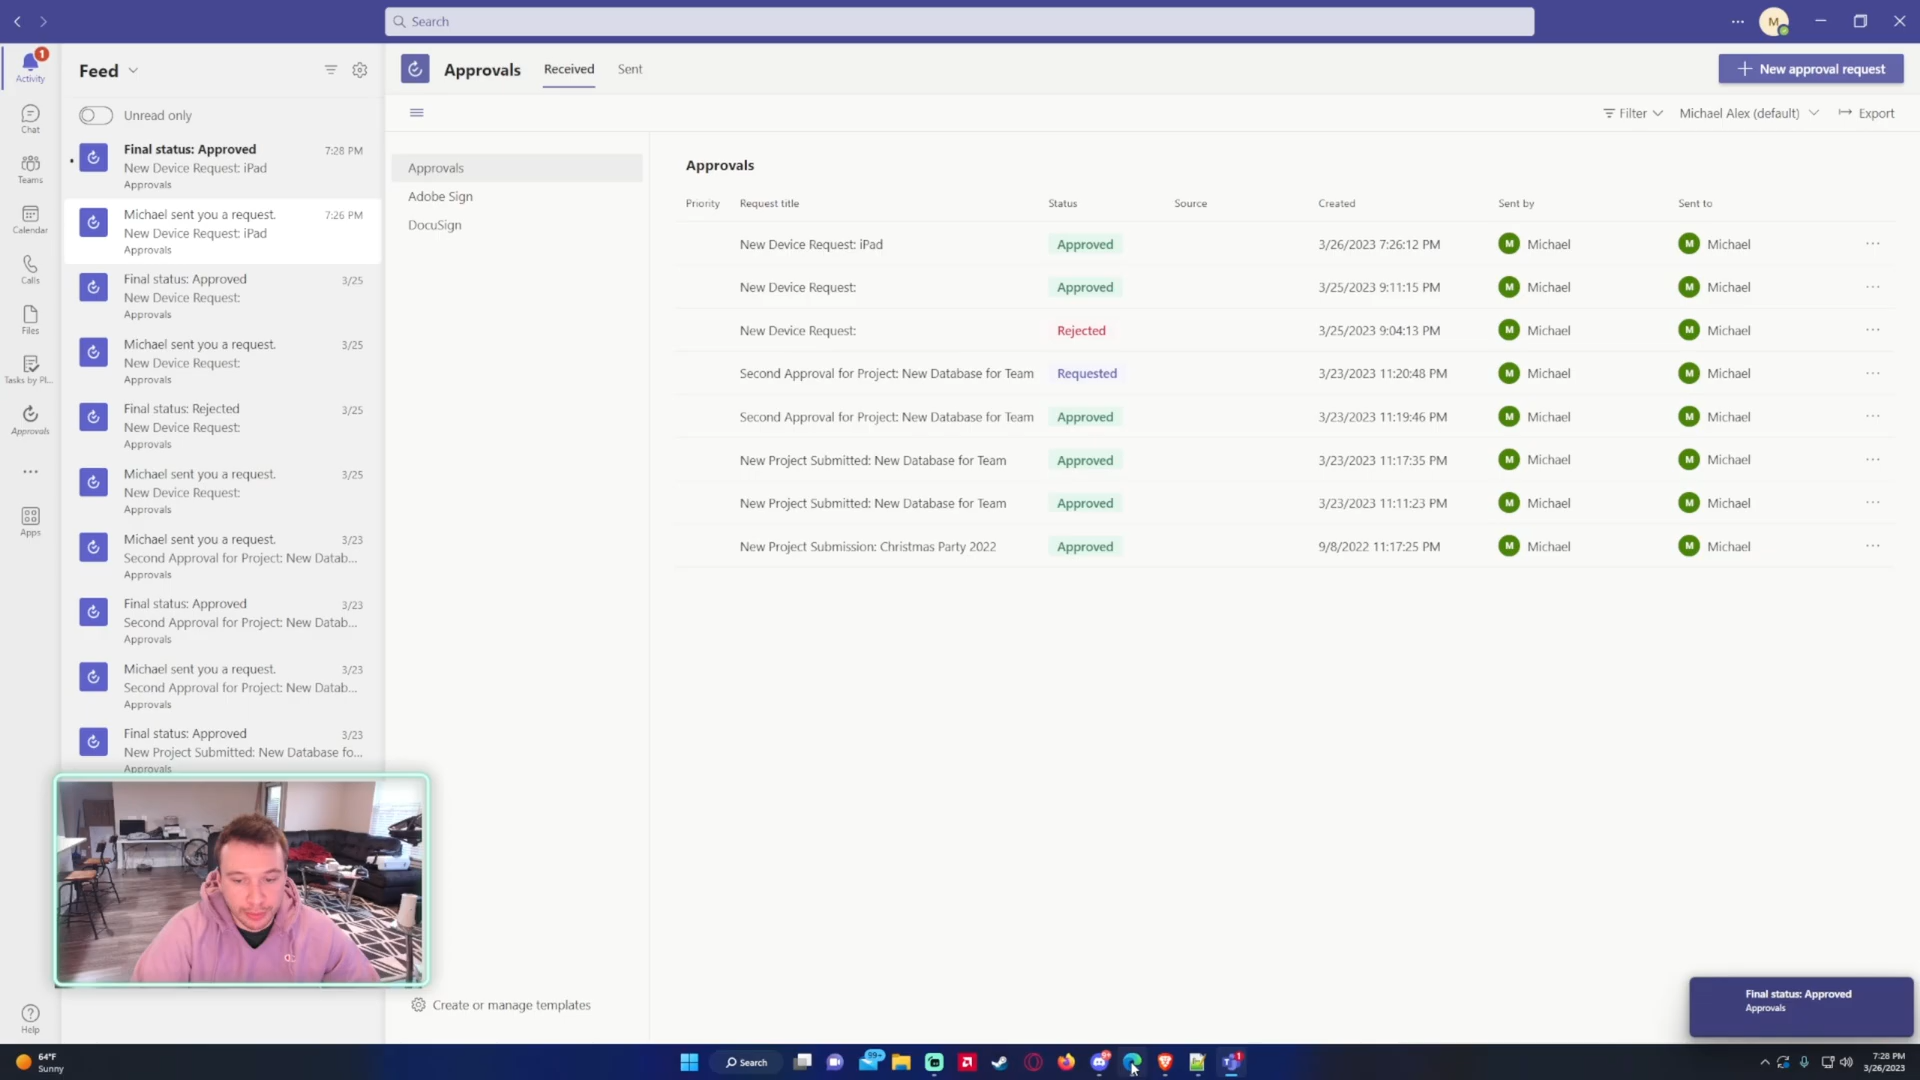 Search
M
1
Activity
Chat
Teams
Calendar
Calls
Files
Tasks by Pl...
Approvals
Apps
Help
Feed
Unread only
Final status: Approved 7:28 PM
New Device Request: iPad
Approvals
Michael sent you a request. 7:26 PM
New Device Request: iPad
Approvals
Final status: Approved 3/25
New Device Request:
Approvals
Michael sent you a request. 3/25
New Device Request:
Approvals
Final status: Rejected 3/25
New Device Request:
Approvals
Michael sent you a request. 3/25
New Device Request:
Approvals
Michael sent you a request. 3/23
Second Approval for Project: New Datab...
Approvals
Final status: Approved 3/23
Second Approval for Project: New Datab...
Approvals
Michael sent you a request. 3/23
Second Approval for Project: New Datab...
Approvals
Final status: Approved 3/23
New Project Submitted: New Database fo...
Approvals
Approvals Received Sent
New approval request
Filter Michael Alex (default) Export
Approvals
Adobe Sign
DocuSign
Create or manage templates
Approvals
Priority Request title Status Source Created Sent by Sent to
New Device Request: iPad Approved 3/26/2023 7:26:12 PM M Michael M Michael
New Device Request: Approved 3/25/2023 9:11:15 PM M Michael M Michael
New Device Request: Rejected 3/25/2023 9:04:13 PM M Michael M Michael
Second Approval for Project: New Database for Team Requested 3/23/2023 11:20:48 PM M Michael M Michael
Second Approval for Project: New Database for Team Approved 3/23/2023 11:19:46 PM M Michael M Michael
New Project Submitted: New Database for Team Approved 3/23/2023 11:17:35 PM M Michael M Michael
New Project Submitted: New Database for Team Approved 3/23/2023 11:11:23 PM M Michael M Michael
New Project Submission: Christmas Party 2022 Approved 9/8/2022 11:17:25 PM M Michael M Michael
Final status: Approved
Approvals
64°F
Sunny
Search
99+
1
7:28 PM
3/26/2023